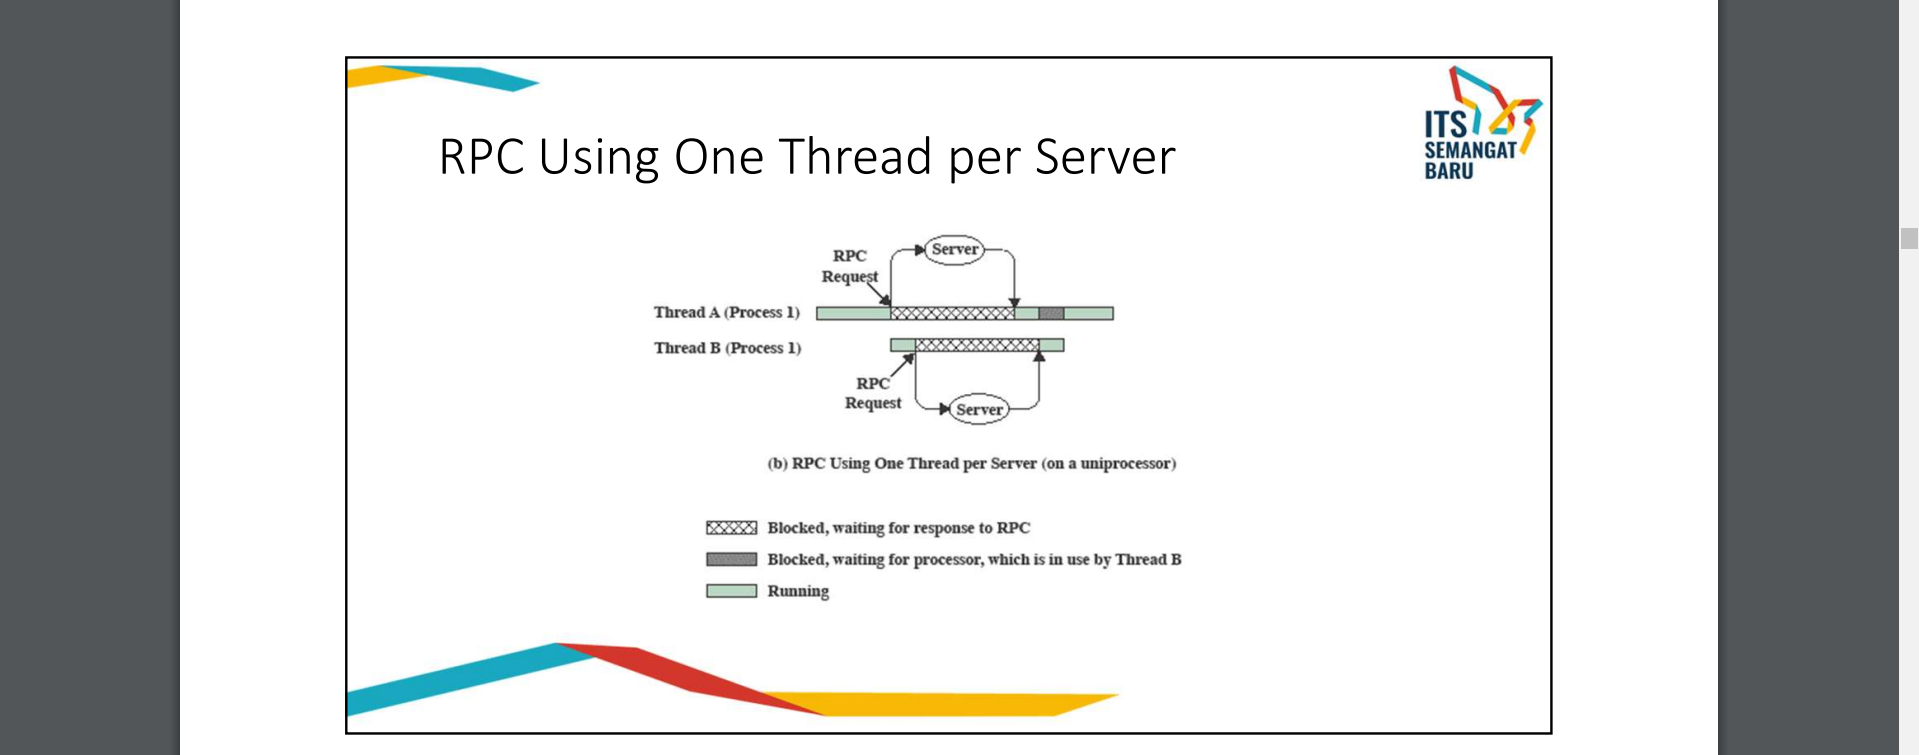 ITS
SEMANGAT
BARU
RPC Using One Thread per Server
RPC
Request
Server
Thread A (Process 1)
Thread B (Process 1)
RPC
Request
Server
(b) RPC Using One Thread per Server (on a uniprocessor)
Blocked, waiting for response to RPC
Blocked, waiting for processor, which is in use by Thread B
Running